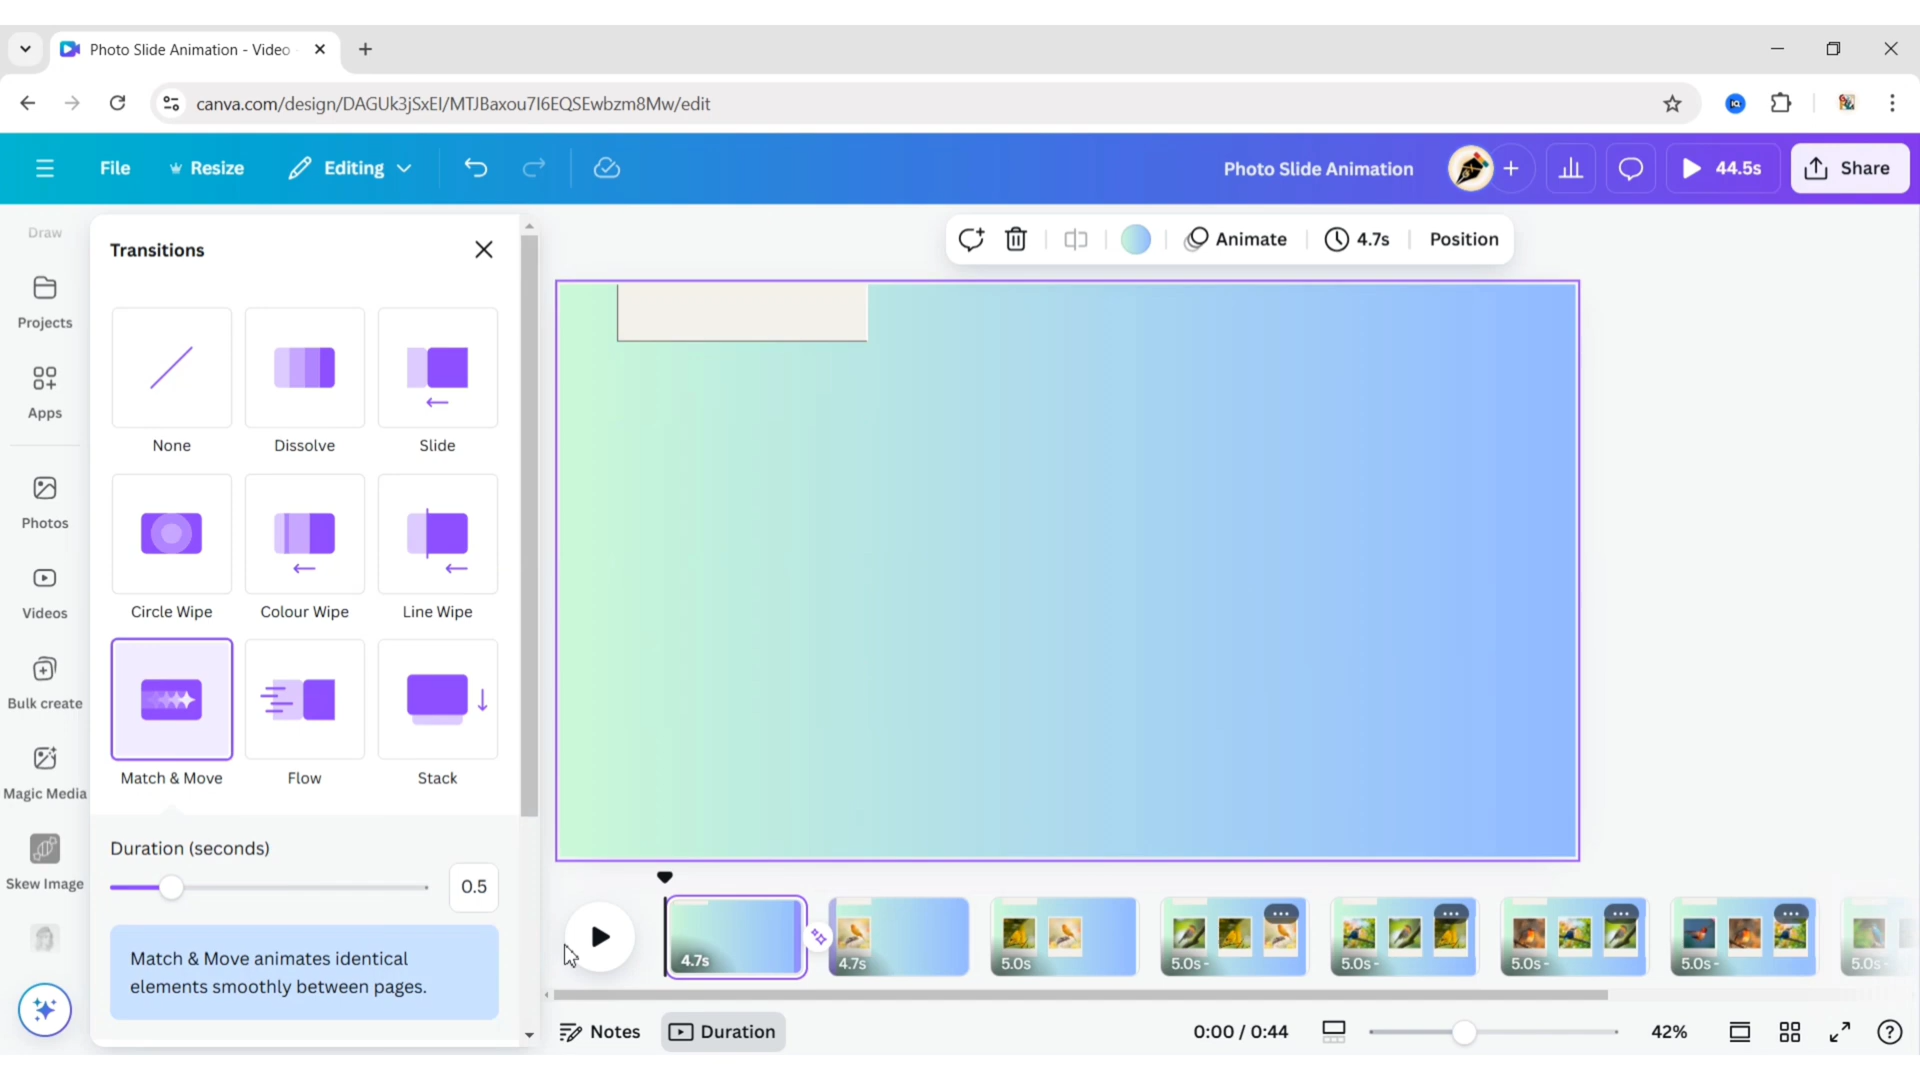 Photo Slide Animation - Video
canva.com/design/DAGUk3jSxEI/MTJBaxou7I6EQSEwbzm8Mw/edit
File
Resize
Editing
Photo Slide Animation
44.5s
Share
Draw
Projects
Apps
Photos
Videos
Bulk create
Magic Media
Skew Image
Transitions
None
Dissolve
Slide
Circle Wipe
Colour Wipe
Line Wipe
Match & Move
Flow
Stack
Duration (seconds)
0.5
Match & Move animates identical
elements smoothly between pages.
Animate
4.7s
Position
4.7s
4.7s
5.0s
5.0s-
5.0s-
5.0s-
5.0s-
5.0s-
Notes
Duration
0:00 / 0:44
42%